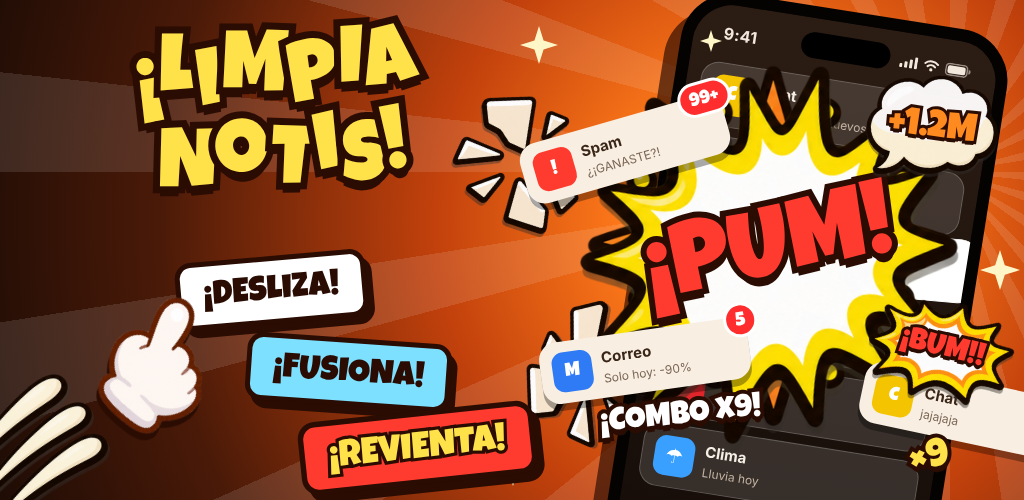 ¡LIMPIA
NOTIS!
¡DESLIZA!
¡FUSIONA!
¡REVIENTA!
9:41
99+
!
Spam
¿¡GANASTE?!
+1.2M
¡PUM!
5
M
Correo
Solo hoy: -90%
¡COMBO X9!
¡BUM!!
C
Chat
jajajaja
+9
Clima
Lluvia hoy